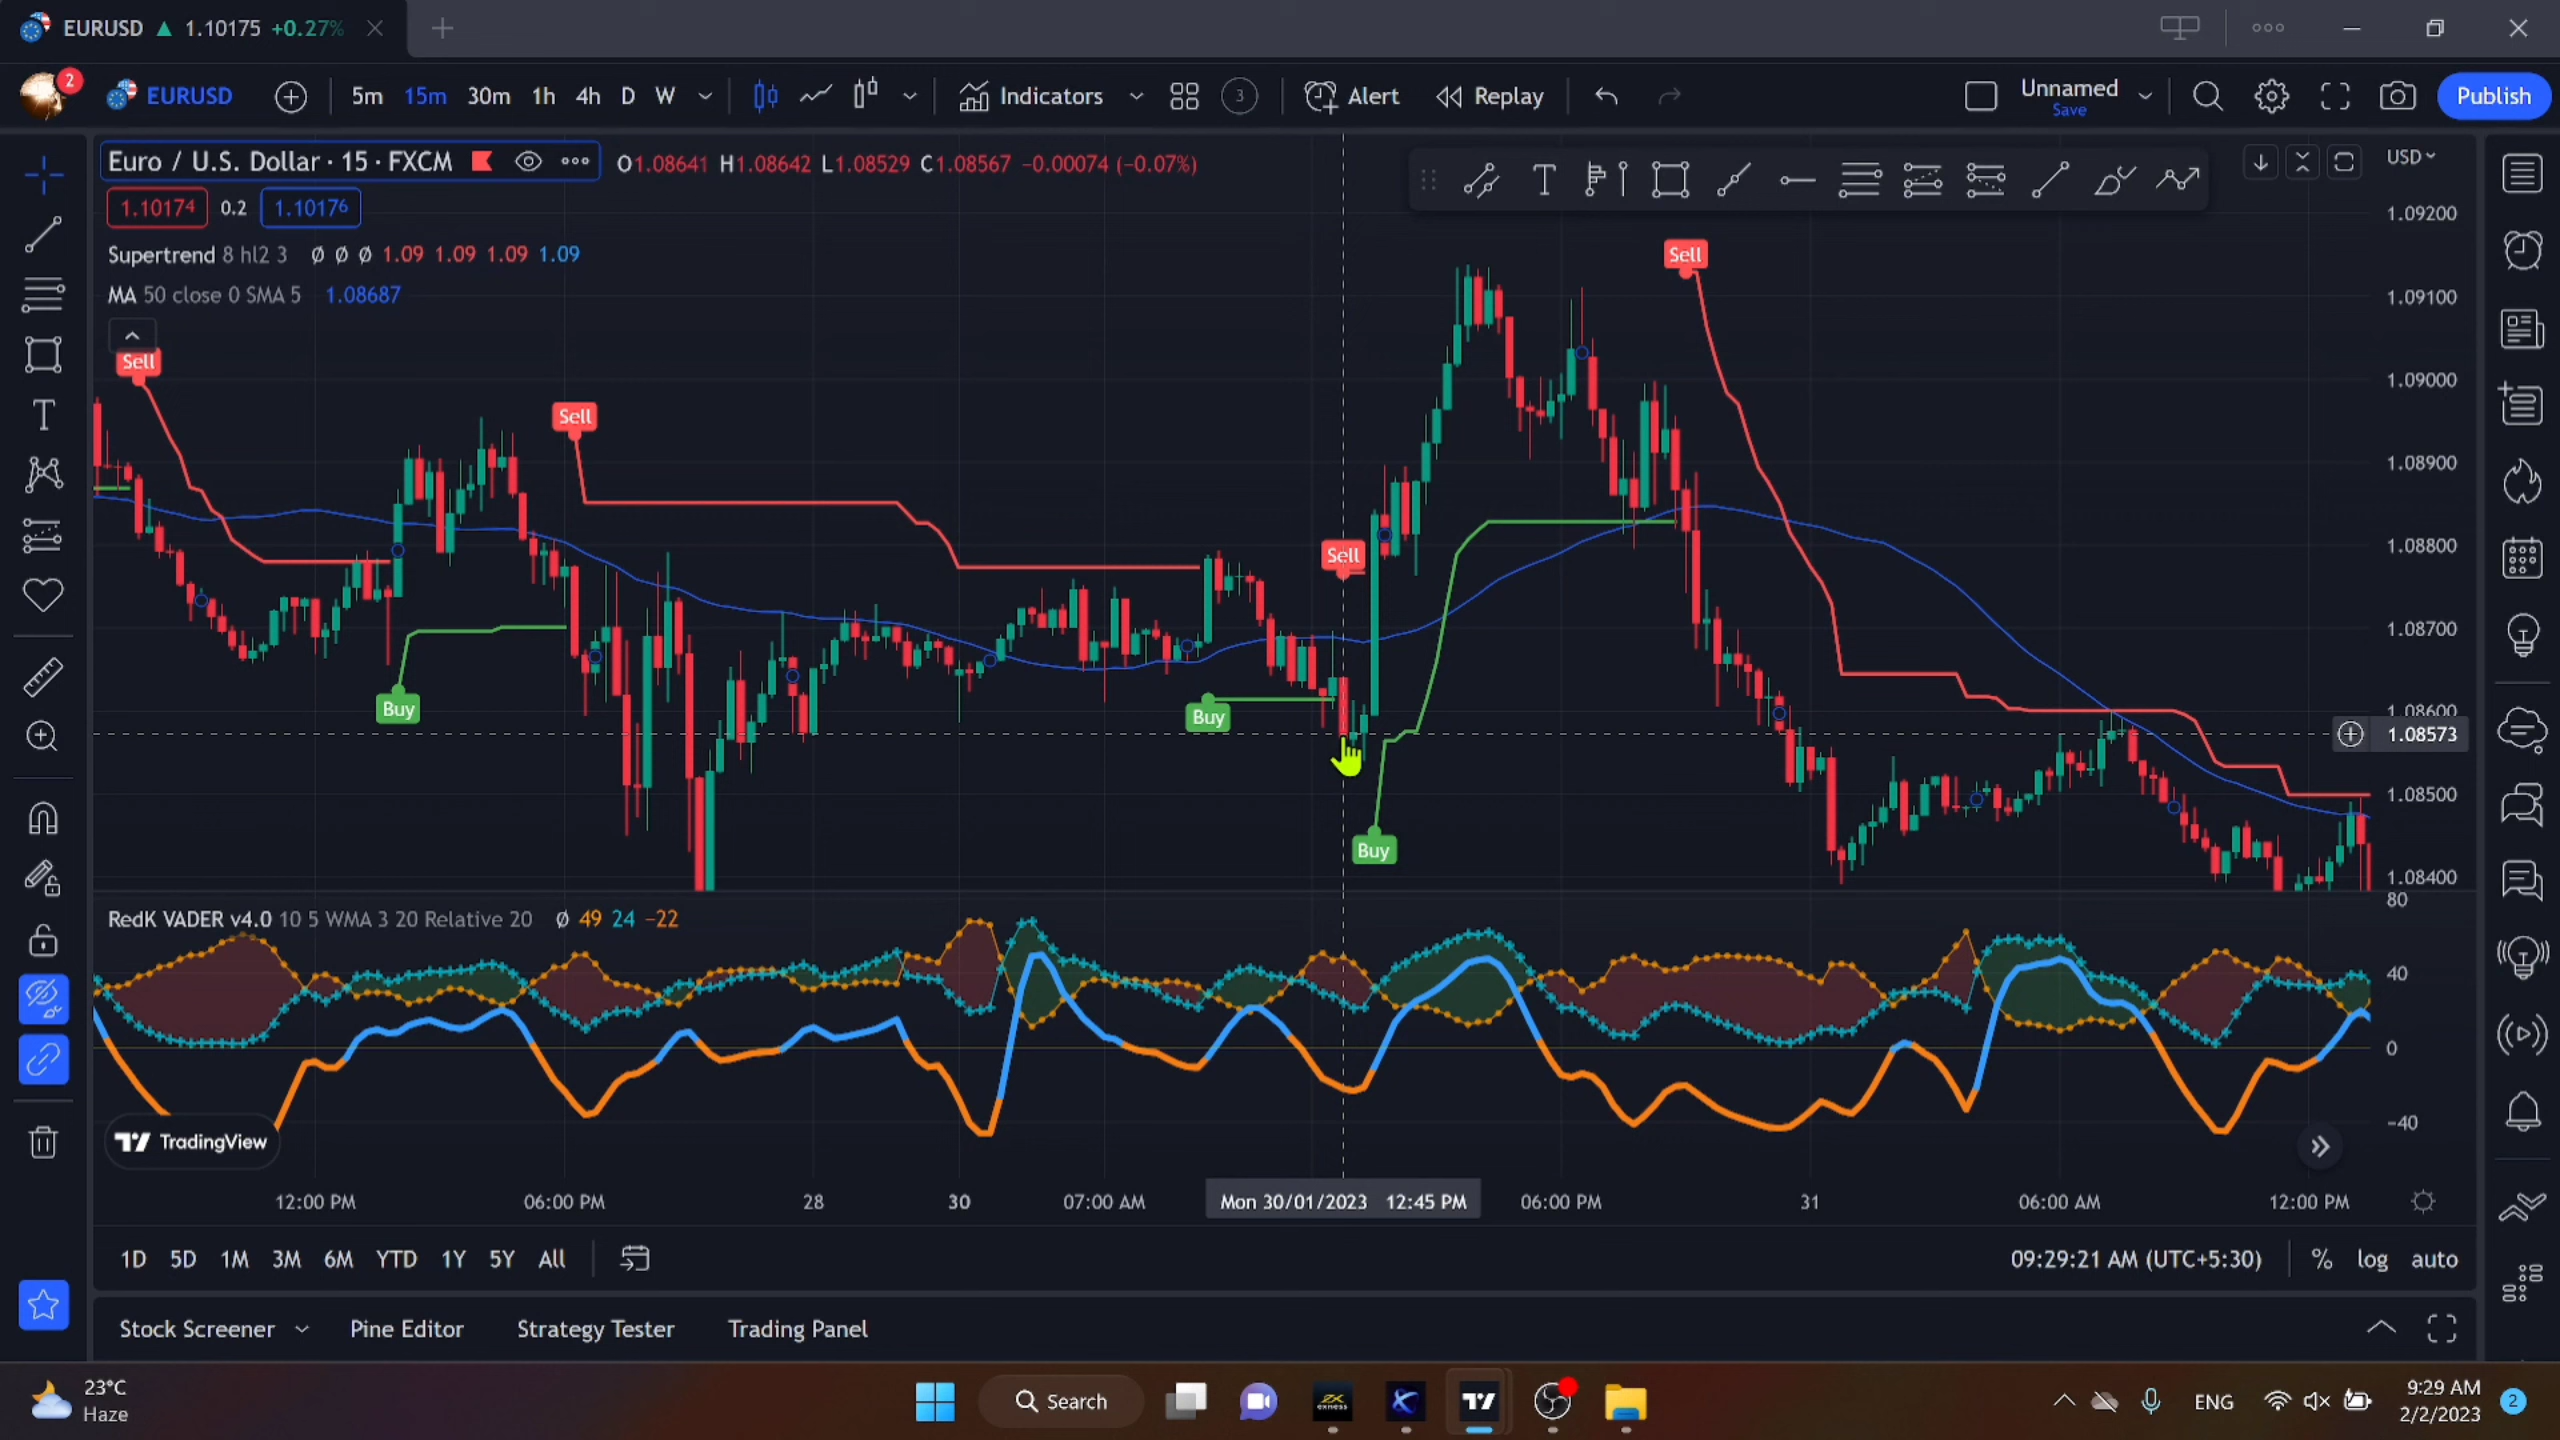 EURUSD ▲ 1.10175 +0.27%
2
EURUSD 5m 15m 30m 1h 4h D W Indicators 3 Alert Replay Unnamed Save Publish
Euro / U.S. Dollar · 15 · FXCM O1.08641 H1.08642 L1.08529 C1.08567 -0.00074 (-0.07%) USD
1.10174 0.2 1.10176
Supertrend 8 hl2 3 Ø Ø Ø 1.09 1.09 1.09 1.09
MA 50 close 0 SMA 5 1.08687
Sell
Sell
Sell
Sell
Buy
Buy
Buy
1.09200
1.09100
1.09000
1.08900
1.08800
1.08700
1.08600
1.08573
1.08500
1.08400
RedK VADER v4.0 10 5 WMA 3 20 Relative 20 Ø 49 24 -22
80
40
0
-40
TradingView
12:00 PM 06:00 PM 28 30 07:00 AM Mon 30/01/2023 12:45 PM 06:00 PM 31 06:00 AM 12:00 PM
1D 5D 1M 3M 6M YTD 1Y 5Y All 09:29:21 AM (UTC+5:30) % log auto
Stock Screener Pine Editor Strategy Tester Trading Panel
23°C
Haze
Search
exness
ENG
9:29 AM
2/2/2023
2